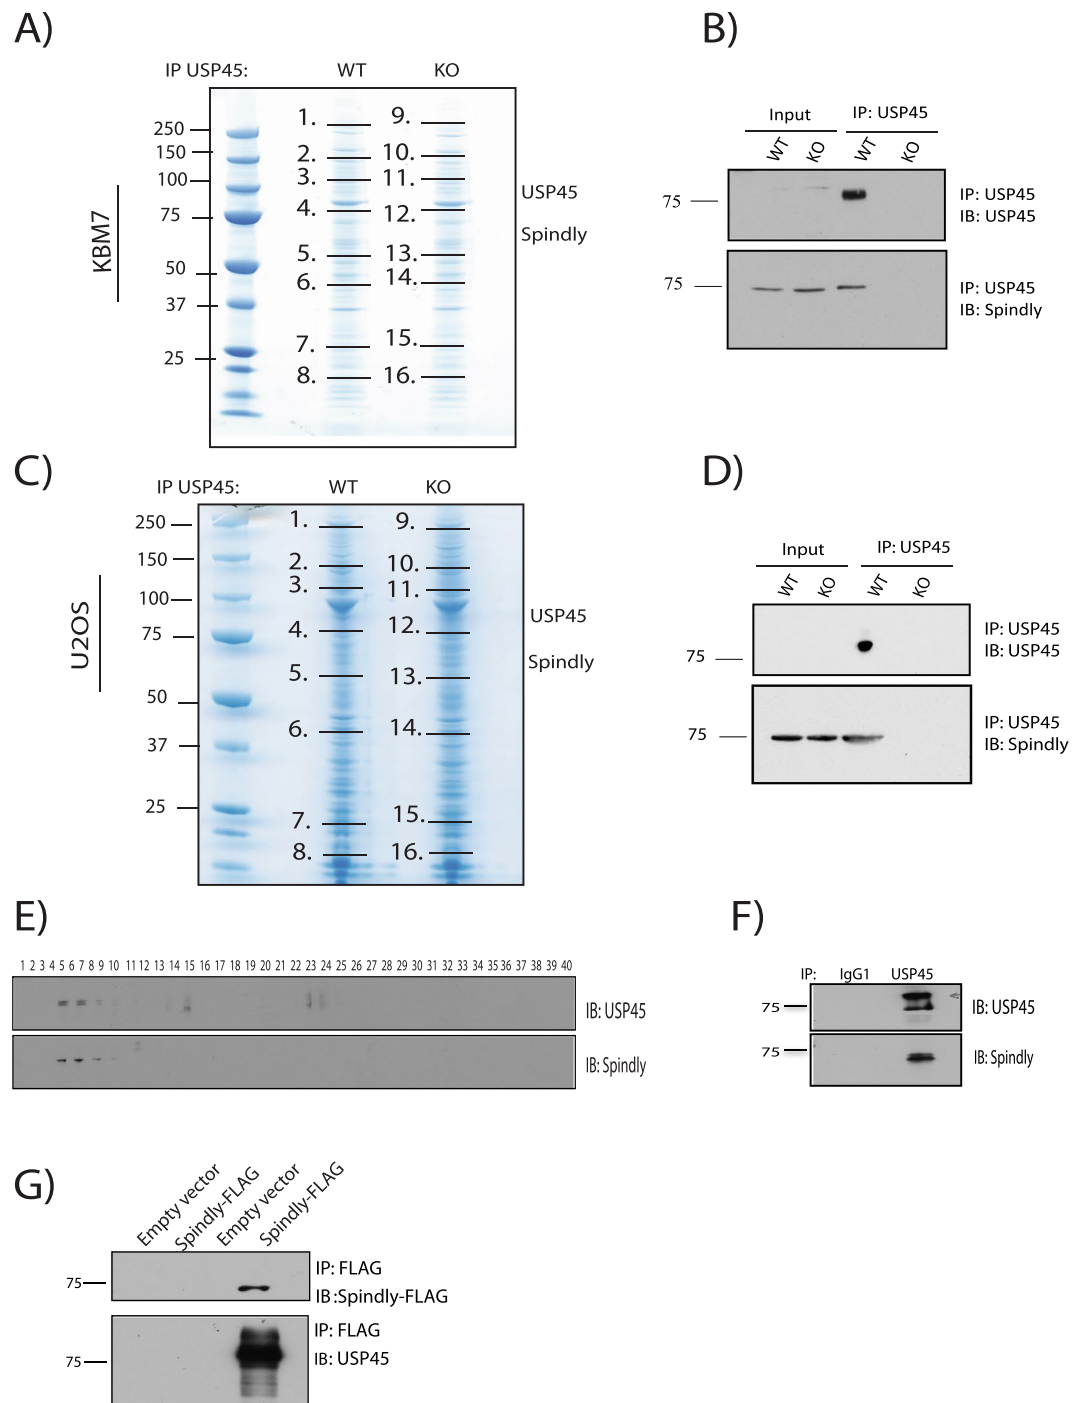 A)
IP USP45: WT KO
250
150
100
75
50
37
25
KBM7
1.
2.
3.
4.
5.
6.
7.
8.
9.
10.
11.
12.
13.
14.
15.
16.
USP45
Spindly
B)
Input IP: USP45
WT KO WT KO
75
IP: USP45
IB: USP45
75
IP: USP45
IB: Spindly
C)
IP USP45: WT KO
250
150
100
75
50
37
25
U2OS
1.
2.
3.
4.
5.
6.
7.
8.
9.
10.
11.
12.
13.
14.
15.
16.
USP45
Spindly
D)
Input IP: USP45
WT KO WT KO
75
IP: USP45
IB: USP45
75
IP: USP45
IB: Spindly
E)
1 2 3 4 5 6 7 8 9 10 11 12 13 14 15 16 17 18 19 20 21 22 23 24 25 26 27 28 29 30 31 32 33 34 35 36 37 38 39 40
IB: USP45
IB: Spindly
F)
IP: IgG1 USP45
75
IB: USP45
75
IB: Spindly
G)
Empty vector
Spindly-FLAG
Empty vector
Spindly-FLAG
75
IP: FLAG
IB:Spindly-FLAG
75
IP: FLAG
IB: USP45